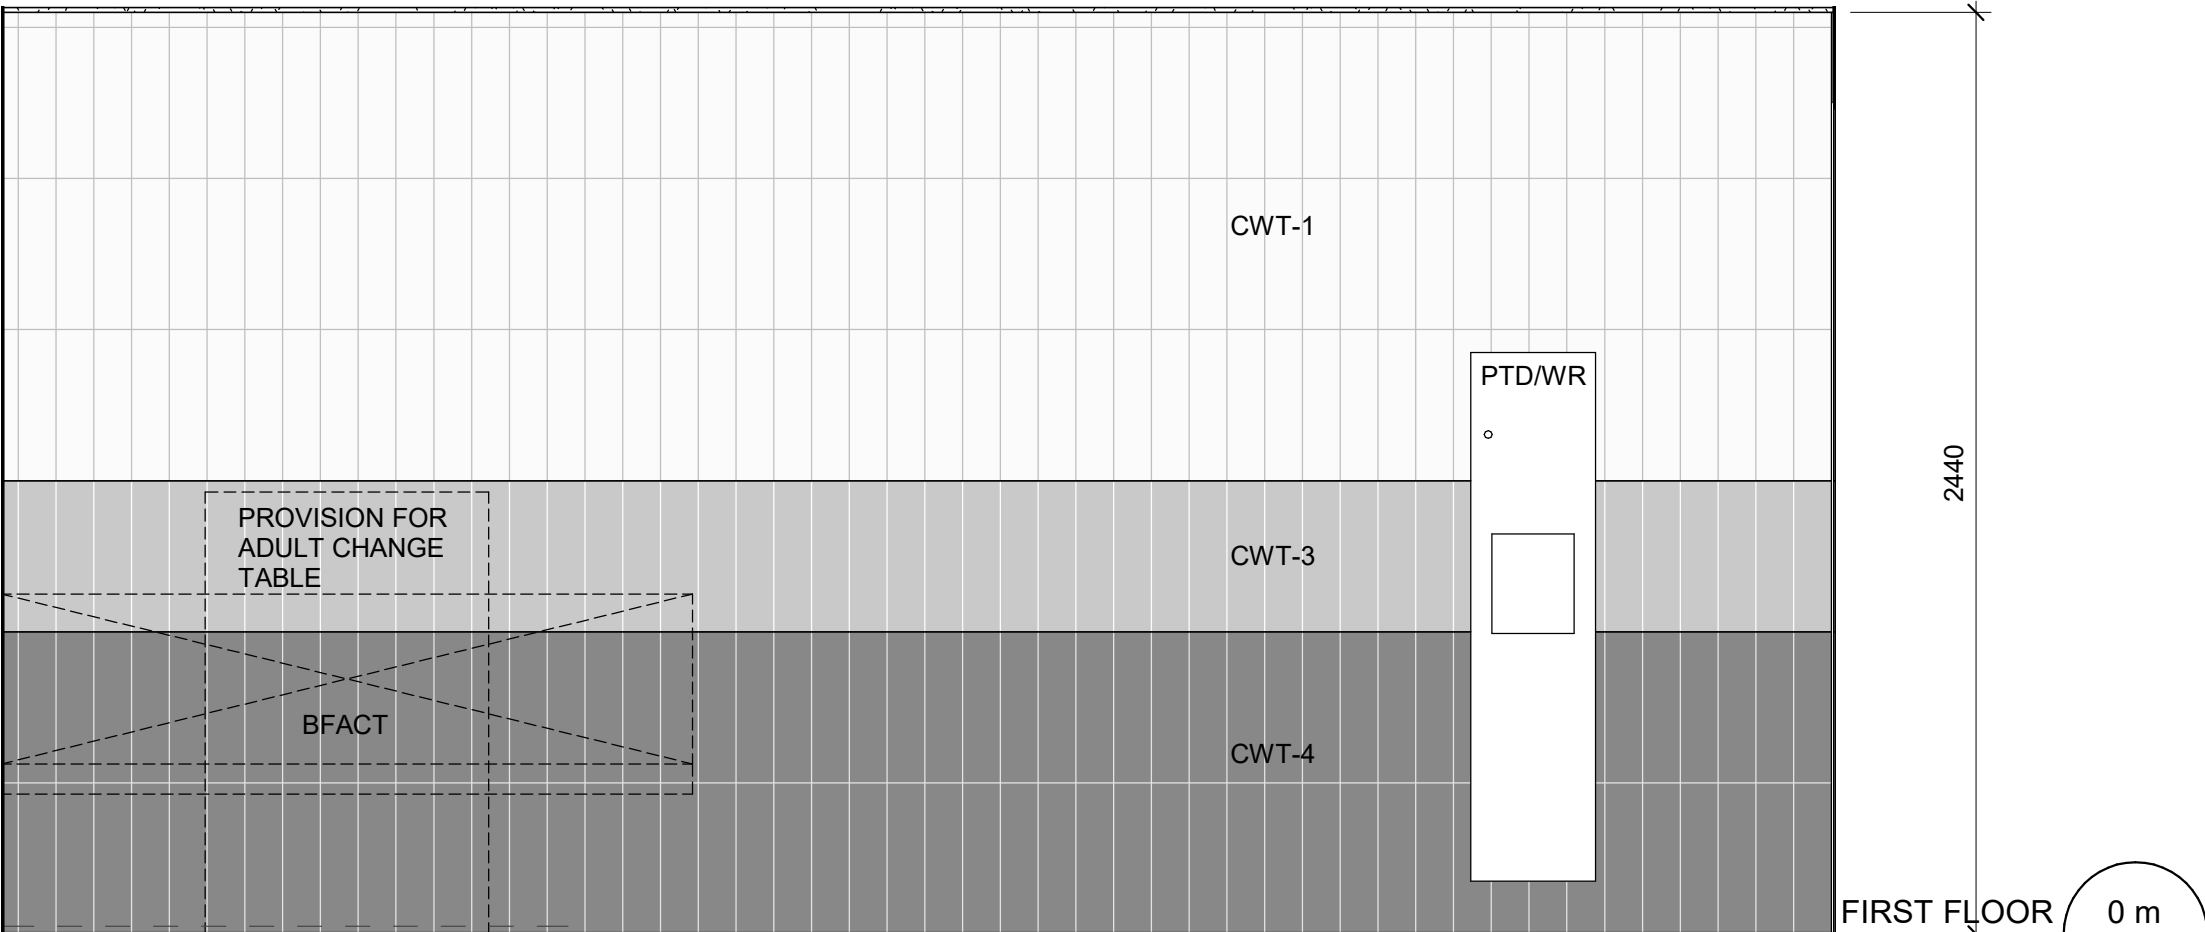 CWT-1
PTD/WR
2440
PROVISION FOR
ADULT CHANGE
TABLE
CWT-3
BFACT
CWT-4
FIRST FLOOR
0 m